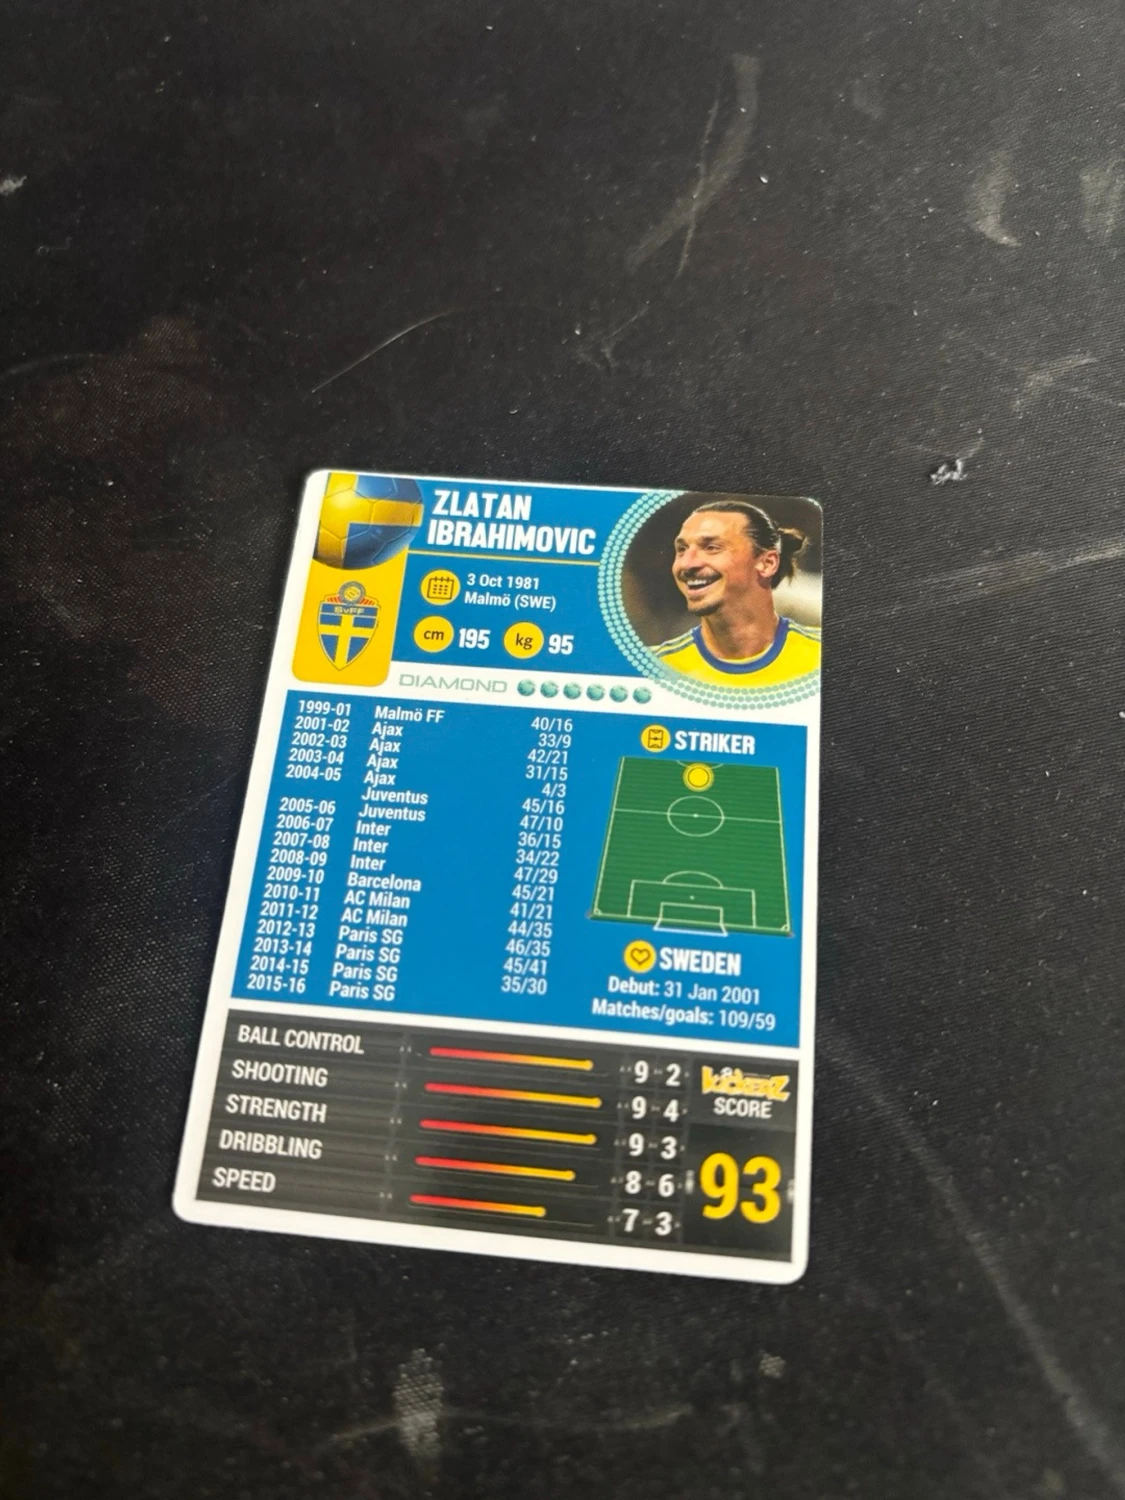 ZLATAN
IBRAHIMOVIC
3 Oct 1981
Malmö (SWE)
SvFF
cm 195 kg 95
DIAMOND
1999-01 Malmö FF 40/16
2001-02 Ajax 33/9
2002-03 Ajax 42/21
2003-04 Ajax 31/15
2004-05 Ajax 4/3
Juventus 45/16
2005-06 Juventus 47/10
2006-07 Inter 36/15
2007-08 Inter 34/22
2008-09 Inter 47/29
2009-10 Barcelona 45/21
2010-11 AC Milan 41/21
2011-12 AC Milan 44/35
2012-13 Paris SG 46/35
2013-14 Paris SG 45/41
2014-15 Paris SG 35/30
2015-16 Paris SG
STRIKER
SWEDEN
Debut: 31 Jan 2001
Matches/goals: 109/59
BALL CONTROL 9 2
SHOOTING 9 4
STRENGTH 9 3
DRIBBLING 8 6
SPEED 7 3
KICKERZ
SCORE
93